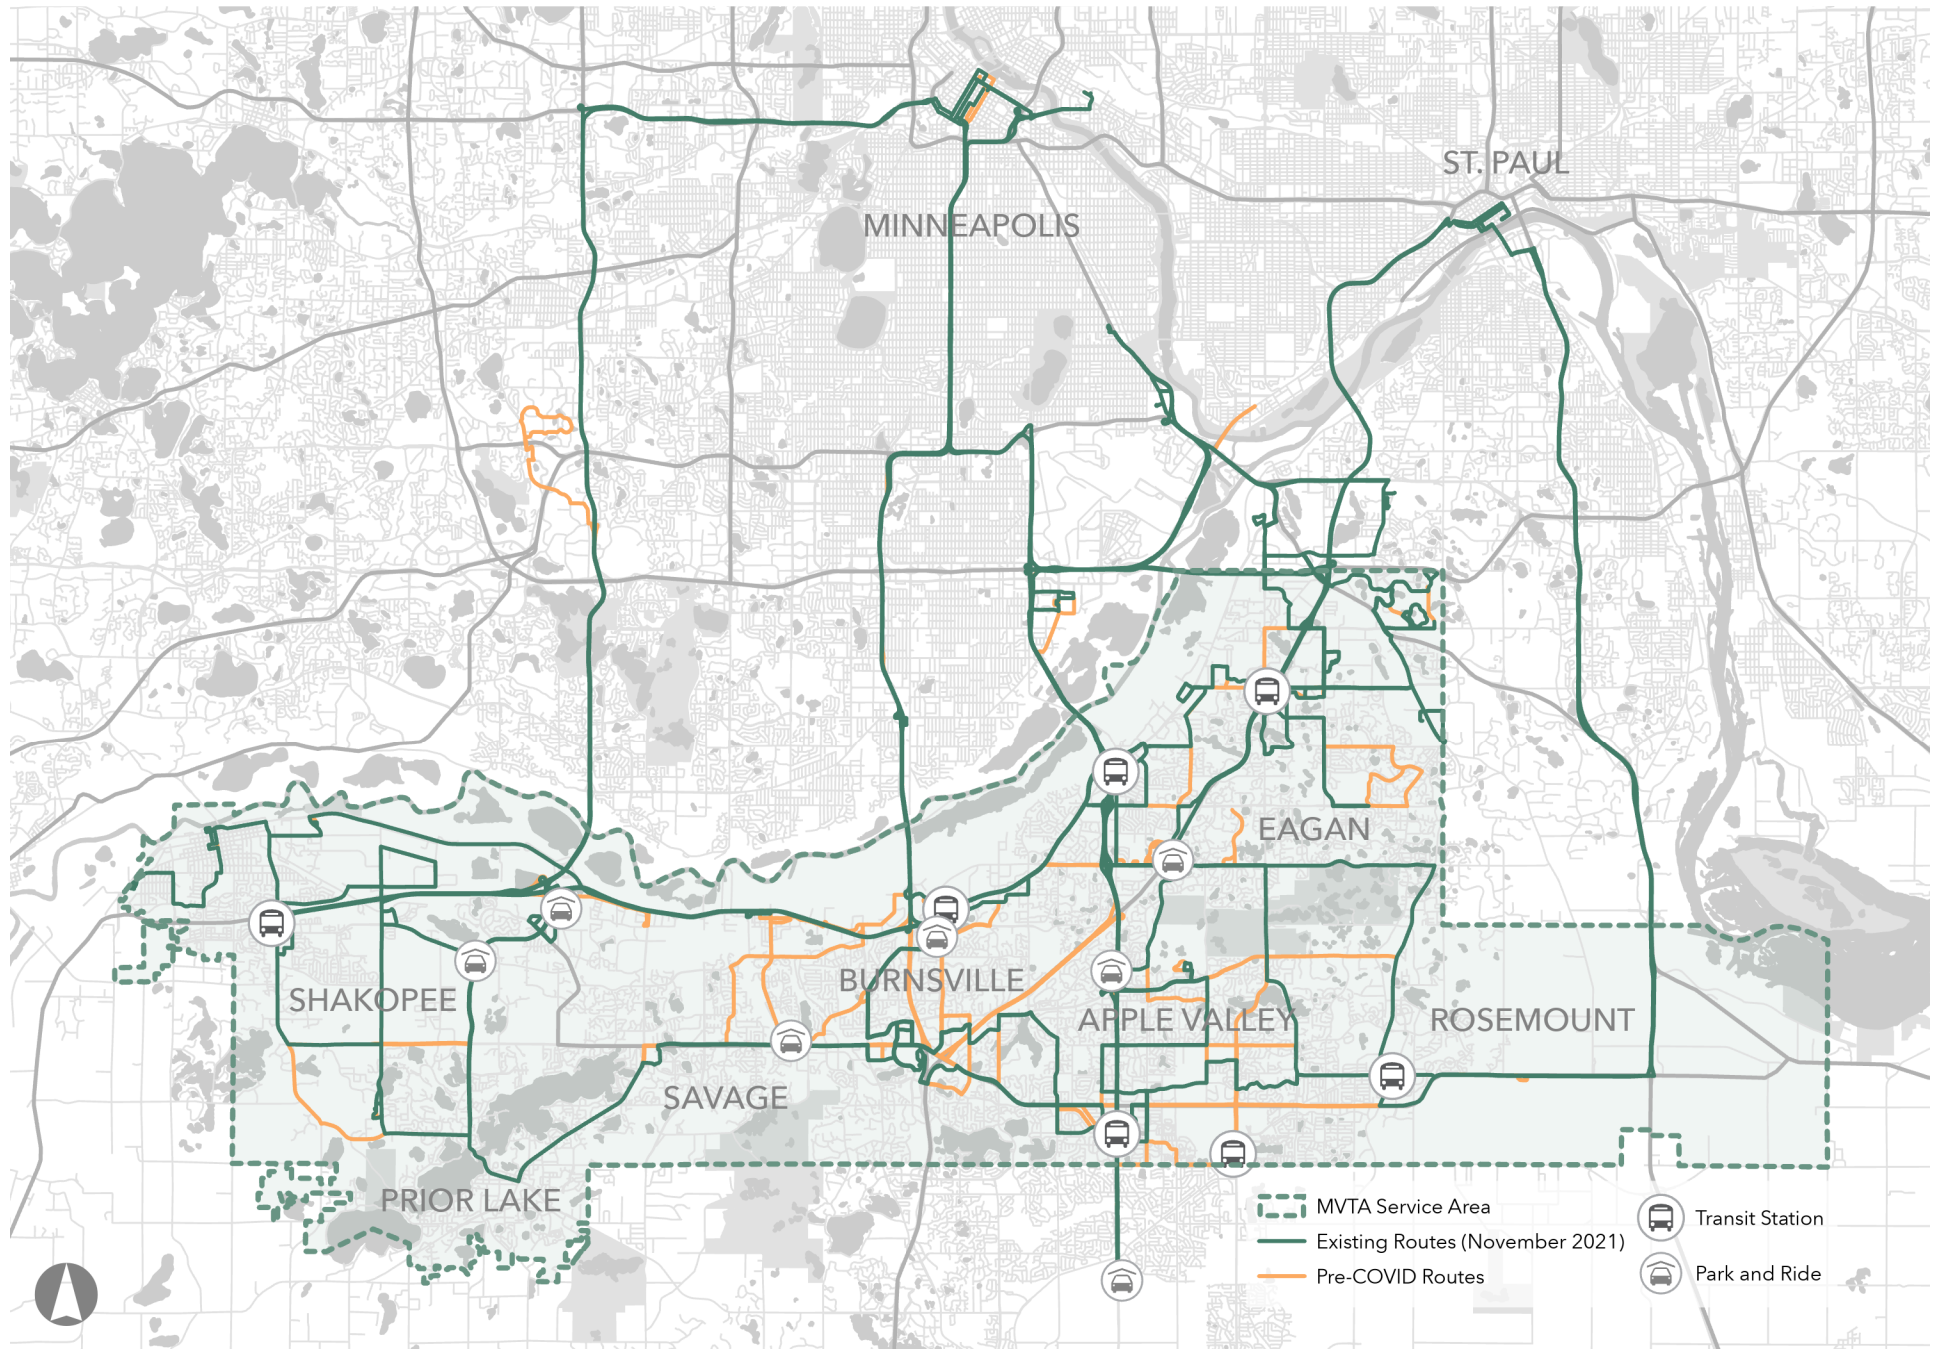 ST. PAUL
MINNEAPOLIS
EAGAN
BURNSVILLE
SHAKOPEE
APPLE VALLEY
ROSEMOUNT
SAVAGE
PRIOR LAKE
MVTA Service Area
Existing Routes (November 2021)
Pre-COVID Routes
Transit Station
Park and Ride